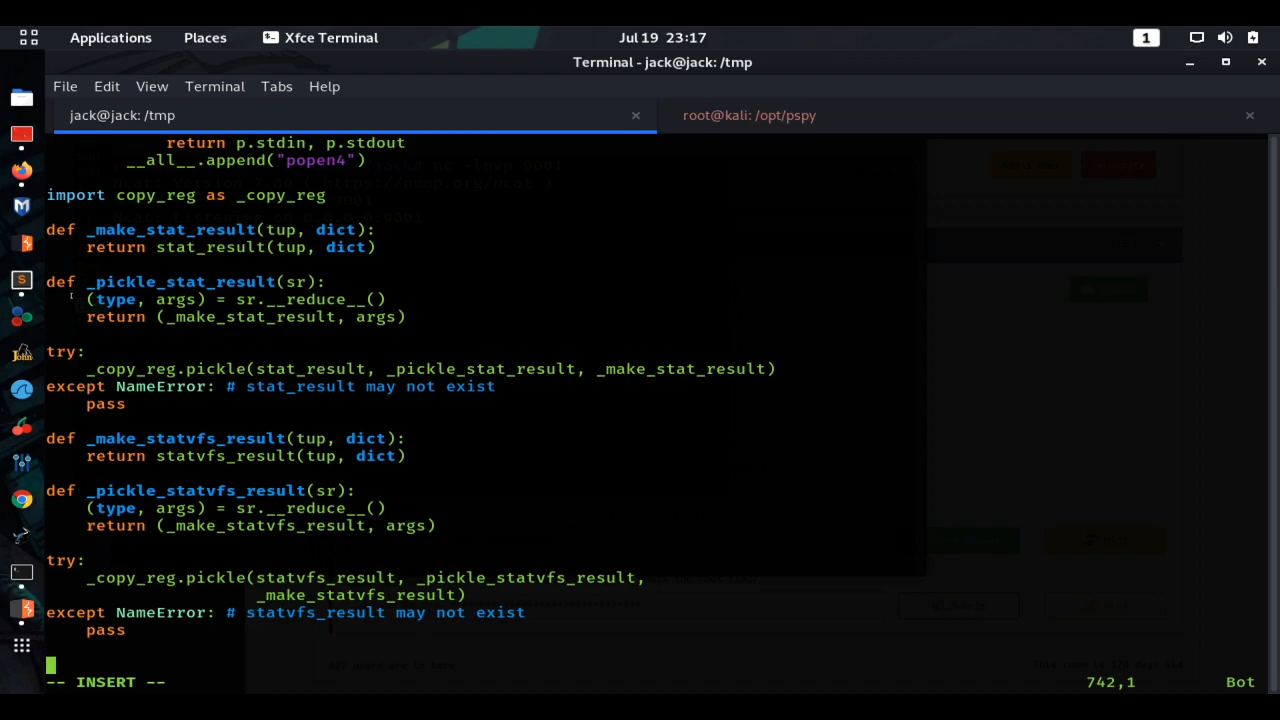 Applications Places Xfce Terminal Jul 19 23:17 1
Terminal - jack@jack: /tmp
File Edit View Terminal Tabs Help
jack@jack: /tmp × root@kali: /opt/pspy ×
return p.stdin, p.stdout
__all__.append("popen4")
import copy_reg as _copy_reg
def _make_stat_result(tup, dict):
return stat_result(tup, dict)
def _pickle_stat_result(sr):
(type, args) = sr.__reduce__()
return (_make_stat_result, args)
try:
_copy_reg.pickle(stat_result, _pickle_stat_result, _make_stat_result)
except NameError: # stat_result may not exist
pass
def _make_statvfs_result(tup, dict):
return statvfs_result(tup, dict)
def _pickle_statvfs_result(sr):
(type, args) = sr.__reduce__()
return (_make_statvfs_result, args)
try:
_copy_reg.pickle(statvfs_result, _pickle_statvfs_result,
_make_statvfs_result)
except NameError: # statvfs_result may not exist
pass
-- INSERT -- 742,1 Bot